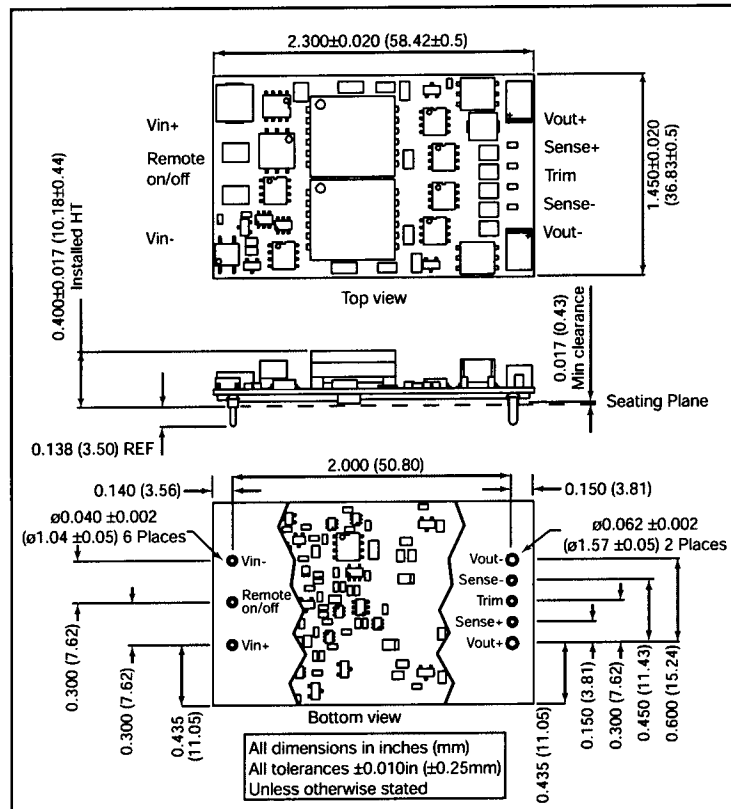 2.300±0.020 (58.42±0.5)
Vin+
Remote
on/off
Vin-
Vout+
Sense+
Trim
Sense-
Vout-
1.450±0.020
(36.83±0.5)
0.400±0.017 (10.18±0.44)
Installed HT
Top view
0.017 (0.43)
Min clearance
Seating Plane
0.138 (3.50) REF
2.000 (50.80)
0.140 (3.56)
0.150 (3.81)
ø0.040 ±0.002
(ø1.04 ±0.05) 6 Places
ø0.062 ±0.002
(ø1.57 ±0.05) 2 Places
Vin-
Remote
on/off
Vin+
Vout-
Sense-
Trim
Sense+
Vout+
0.300 (7.62)
0.300 (7.62)
0.435
(11.05)
0.435 (11.05)
0.150 (3.81)
0.300 (7.62)
0.450 (11.43)
0.600 (15.24)
Bottom view
All dimensions in inches (mm)
All tolerances ±0.010in (±0.25mm)
Unless otherwise stated